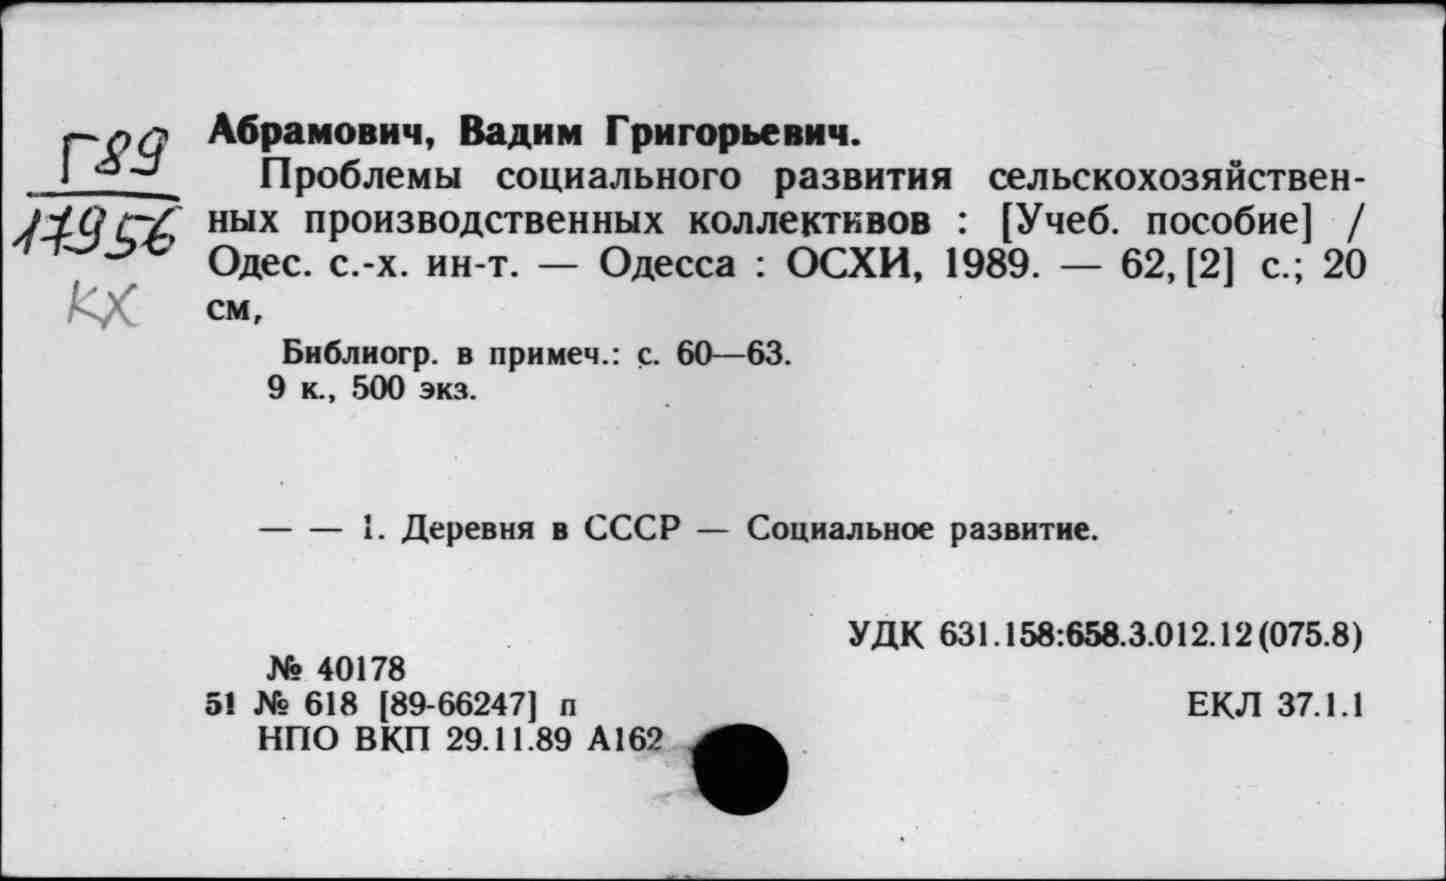 Г89
17956
КХ
Абрамович, Вадим Григорьевич.
Проблемы социального развития сельскохозяйствен-
ных производственных коллективов : [Учеб. пособие] /
Одес. с.-х. ин-т. — Одесса : ОСХИ, 1989. — 62, [2] с.; 20
см,
Библиогр. в примеч.: с. 60—63.
9 к., 500 экз.
— — 1. Деревня в СССР — Социальное развитие.
УДК 631.158:658.3.012.12(075.8)
№ 40178
51 № 618 [89-66247] п
ЕКЛ 37.1.1
НПО ВКП 29.11.89 А162